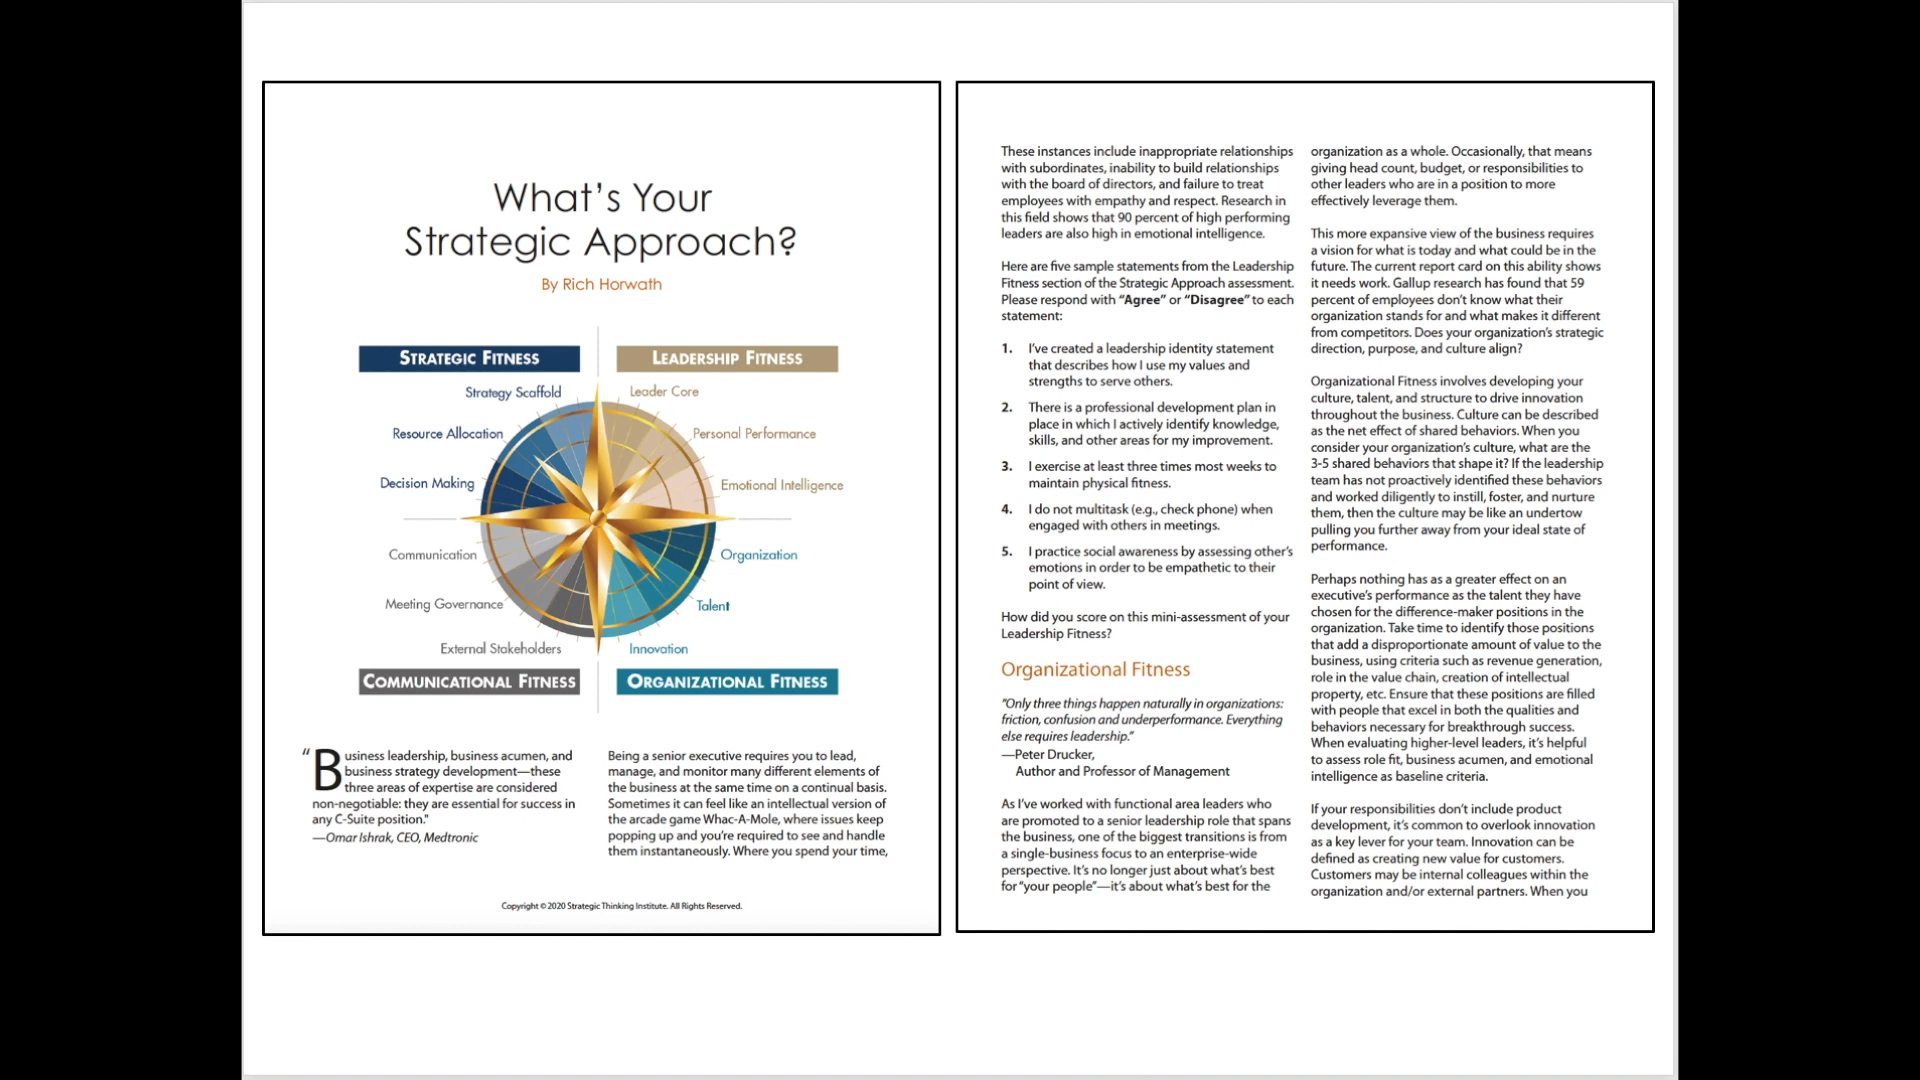 What's Your
Strategic Approach?
By Rich Horwath
STRATEGIC FITNESS
LEADERSHIP FITNESS
Strategy Scaffold
Leader Core
Resource Allocation
Personal Performance
Decision Making
Emotional Intelligence
Communication
Organization
Meeting Governance
Talent
External Stakeholders
Innovation
COMMUNICATIONAL FITNESS
ORGANIZATIONAL FITNESS
“Business leadership, business acumen, and
business strategy development—these
three areas of expertise are considered
non-negotiable: they are essential for success in
any C-Suite position."
—Omar Ishrak, CEO, Medtronic
Being a senior executive requires you to lead,
manage, and monitor many different elements of
the business at the same time on a continual basis.
Sometimes it can feel like an intellectual version of
the arcade game Whac-A-Mole, where issues keep
popping up and you're required to see and handle
them instantaneously. Where you spend your time,
Copyright © 2020 Strategic Thinking Institute. All Rights Reserved.
These instances include inappropriate relationships
with subordinates, inability to build relationships
with the board of directors, and failure to treat
employees with empathy and respect. Research in
this field shows that 90 percent of high performing
leaders are also high in emotional intelligence.
Here are five sample statements from the Leadership
Fitness section of the Strategic Approach assessment.
Please respond with “Agree” or “Disagree” to each
statement:
1. I've created a leadership identity statement
that describes how I use my values and
strengths to serve others.
2. There is a professional development plan in
place in which I actively identify knowledge,
skills, and other areas for my improvement.
3. I exercise at least three times most weeks to
maintain physical fitness.
4. I do not multitask (e.g., check phone) when
engaged with others in meetings.
5. I practice social awareness by assessing other's
emotions in order to be empathetic to their
point of view.
How did you score on this mini-assessment of your
Leadership Fitness?
Organizational Fitness
"Only three things happen naturally in organizations:
friction, confusion and underperformance. Everything
else requires leadership."
—Peter Drucker,
Author and Professor of Management
As I've worked with functional area leaders who
are promoted to a senior leadership role that spans
the business, one of the biggest transitions is from
a single-business focus to an enterprise-wide
perspective. It's no longer just about what's best
for "your people"—it's about what's best for the
organization as a whole. Occasionally, that means
giving head count, budget, or responsibilities to
other leaders who are in a position to more
effectively leverage them.
This more expansive view of the business requires
a vision for what is today and what could be in the
future. The current report card on this ability shows
it needs work. Gallup research has found that 59
percent of employees don't know what their
organization stands for and what makes it different
from competitors. Does your organization's strategic
direction, purpose, and culture align?
Organizational Fitness involves developing your
culture, talent, and structure to drive innovation
throughout the business. Culture can be described
as the net effect of shared behaviors. When you
consider your organization's culture, what are the
3-5 shared behaviors that shape it? If the leadership
team has not proactively identified these behaviors
and worked diligently to instill, foster, and nurture
them, then the culture may be like an undertow
pulling you further away from your ideal state of
performance.
Perhaps nothing has as a greater effect on an
executive's performance as the talent they have
chosen for the difference-maker positions in the
organization. Take time to identify those positions
that add a disproportionate amount of value to the
business, using criteria such as revenue generation,
role in the value chain, creation of intellectual
property, etc. Ensure that these positions are filled
with people that excel in both the qualities and
behaviors necessary for breakthrough success.
When evaluating higher-level leaders, it's helpful
to assess role fit, business acumen, and emotional
intelligence as baseline criteria.
If your responsibilities don't include product
development, it's common to overlook innovation
as a key lever for your team. Innovation can be
defined as creating new value for customers.
Customers may be internal colleagues within the
organization and/or external partners. When you